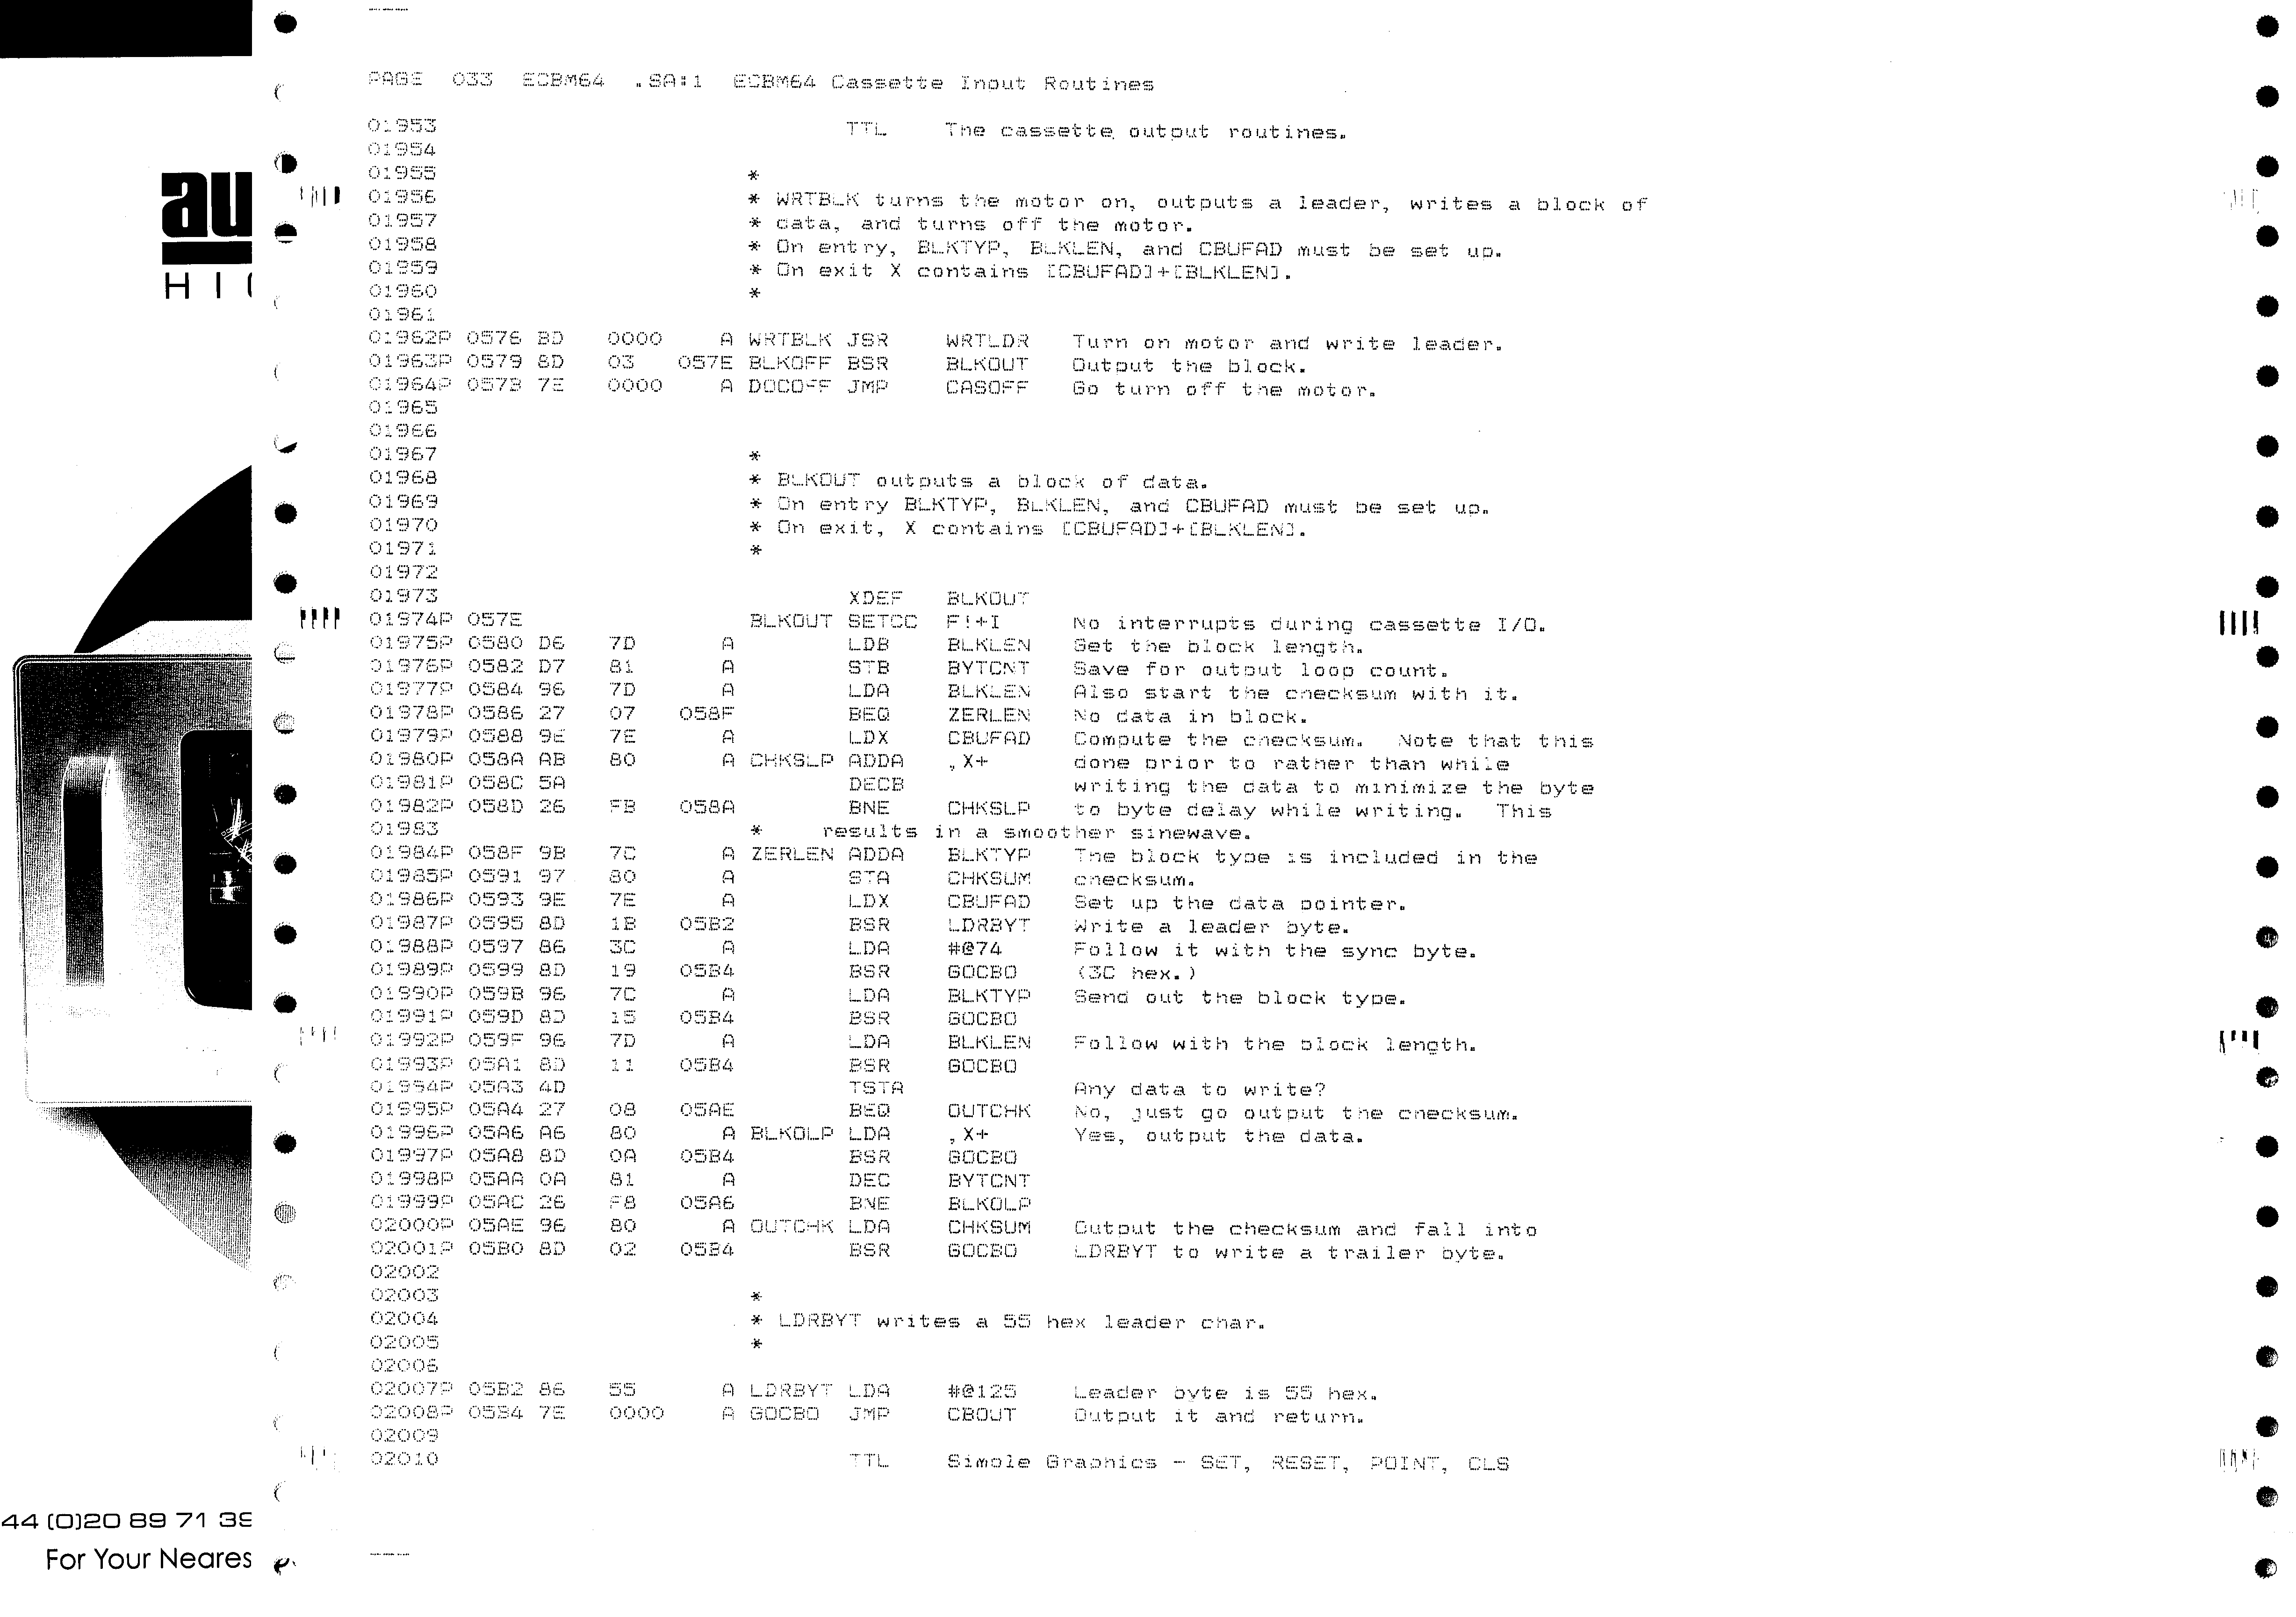 PAGE 033 ECBM64 .SA:1 ECBM64 Cassette Inout Routines
01953 TTL The cassette output routines.
01954
01955 *
01956 * WRTBLK turns the motor on, outputs a leader, writes a block of
01957 * data, and turns off the motor.
01958 * On entry, BLKTYP, BLKLEN, and CBUFAD must be set up.
01959 * On exit X contains [CBUFAD]+[BLKLEN].
01960 *
01961
01962P 0576 BD 0000 A WRTBLK JSR WRTLDR Turn on motor and write leader.
01963P 0579 8D 03 057E BLKOFF BSR BLKOUT Output the block.
01964P 057B 7E 0000 A DOCOFF JMP CASOFF Go turn off the motor.
01965
01966
01967 *
01968 * BLKOUT outputs a block of data.
01969 * On entry BLKTYP, BLKLEN, and CBUFAD must be set up.
01970 * On exit, X contains [CBUFAD]+[BLKLEN].
01971 *
01972
01973 XDEF BLKOUT
01974P 057E BLKOUT SETCC F!+I No interrupts during cassette I/O.
01975P 0580 D6 7D A LDB BLKLEN Get the block length.
01976P 0582 D7 81 A STB BYTCNT Save for output loop count.
01977P 0584 96 7D A LDA BLKLEN Also start the checksum with it.
01978P 0586 27 07 058F BEQ ZERLEN No data in block.
01979P 0588 9E 7E A LDX CBUFAD Compute the checksum. Note that this
01980P 058A AB 80 A CHKSLP ADDA ,X+ done prior to rather than while
01981P 058C 5A DECB writing the data to minimize the byte
01982P 058D 26 FB 058A BNE CHKSLP to byte delay while writing. This
01983 * results in a smoother sinewave.
01984P 058F 9B 7C A ZERLEN ADDA BLKTYP The block type is included in the
01985P 0591 97 80 A STA CHKSUM checksum.
01986P 0593 9E 7E A LDX CBUFAD Set up the data pointer.
01987P 0595 8D 1B 05B2 BSR LDRBYT Write a leader byte.
01988P 0597 86 3C A LDA #@74 Follow it with the sync byte.
01989P 0599 8D 19 05B4 BSR GOCBO (3C hex.)
01990P 059B 96 7C A LDA BLKTYP Send out the block type.
01991P 059D 8D 15 05B4 BSR GOCBO
01992P 059F 96 7D A LDA BLKLEN Follow with the block length.
01993P 05A1 8D 11 05B4 BSR GOCBO
01994P 05A3 4D TSTA Any data to write?
01995P 05A4 27 08 05AE BEQ OUTCHK No, just go output the checksum.
01996P 05A6 A6 80 A BLKOLP LDA ,X+ Yes, output the data.
01997P 05A8 8D 0A 05B4 BSR GOCBO
01998P 05AA 0A 81 A DEC BYTCNT
01999P 05AC 26 F8 05A6 BNE BLKOLP
02000P 05AE 96 80 A OUTCHK LDA CHKSUM Output the checksum and fall into
02001P 05B0 8D 02 05B4 BSR GOCBO LDRBYT to write a trailer byte.
02002
02003 *
02004 * LDRBYT writes a 55 hex leader char.
02005 *
02006
02007P 05B2 86 55 A LDRBYT LDA #@125 Leader byte is 55 hex.
02008P 05B4 7E 0000 A GOCBO JMP CBOUT Output it and return.
02009
02010 TTL Simple Graphics - SET, RESET, POINT, CLS
au
HI
44 (0)20 89 71
For Your Neares